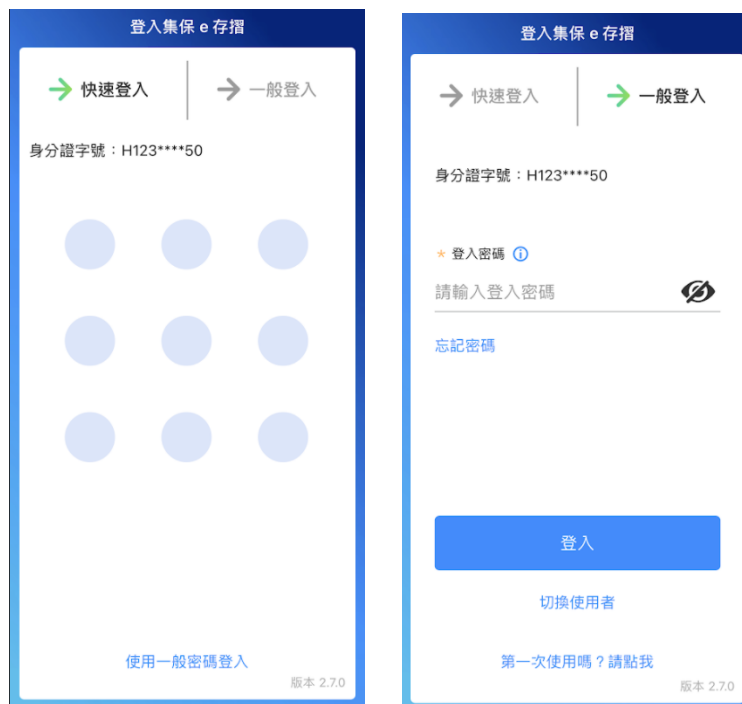 登入集保 e 存摺
快速登入
一般登入
身分證字號：H123****50
使用一般密碼登入
版本 2.7.0
登入集保 e 存摺
快速登入
一般登入
身分證字號：H123****50
* 登入密碼
請輸入登入密碼
忘記密碼
登入
切換使用者
第一次使用嗎？請點我
版本 2.7.0